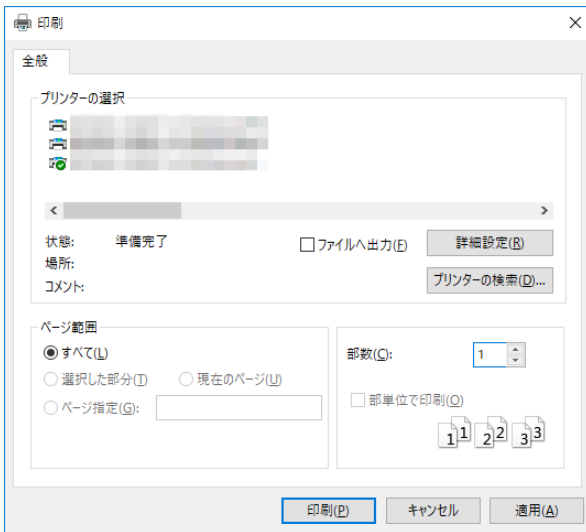 印刷
全般
プリンターの選択
状態: 準備完了
場所:
コメント:
ファイルへ出力(F)
詳細設定(R)
プリンターの検索(D)...
ページ範囲
すべて(L)
選択した部分(T) 現在のページ(U)
ページ指定(G):
部数(C): 1
部単位で印刷(O)
1 1 2 2 3 3
印刷(P) キャンセル 適用(A)